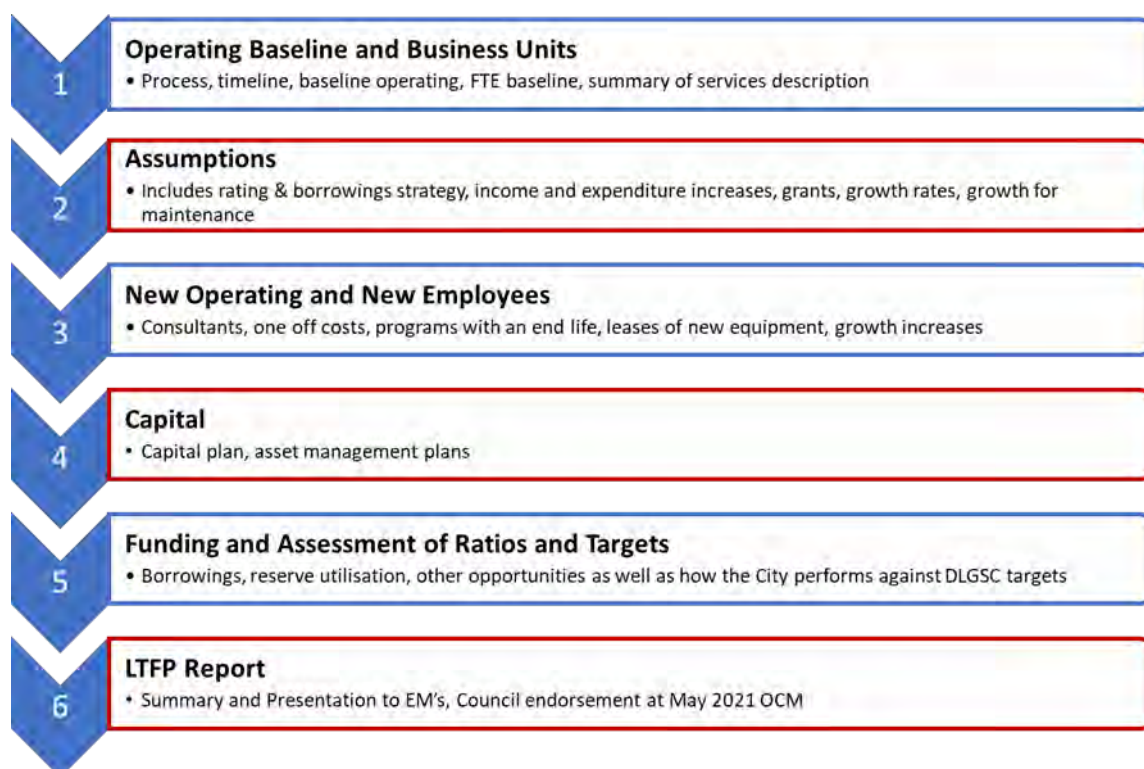 1
Operating Baseline and Business Units
• Process, timeline, baseline operating, FTE baseline, summary of services description
2
Assumptions
• Includes rating & borrowings strategy, income and expenditure increases, grants, growth rates, growth for
maintenance
3
New Operating and New Employees
• Consultants, one off costs, programs with an end life, leases of new equipment, growth increases
4
Capital
• Capital plan, asset management plans
5
Funding and Assessment of Ratios and Targets
• Borrowings, reserve utilisation, other opportunities as well as how the City performs against DLGSC targets
6
LTFP Report
• Summary and Presentation to EM's, Council endorsement at May 2021 OCM